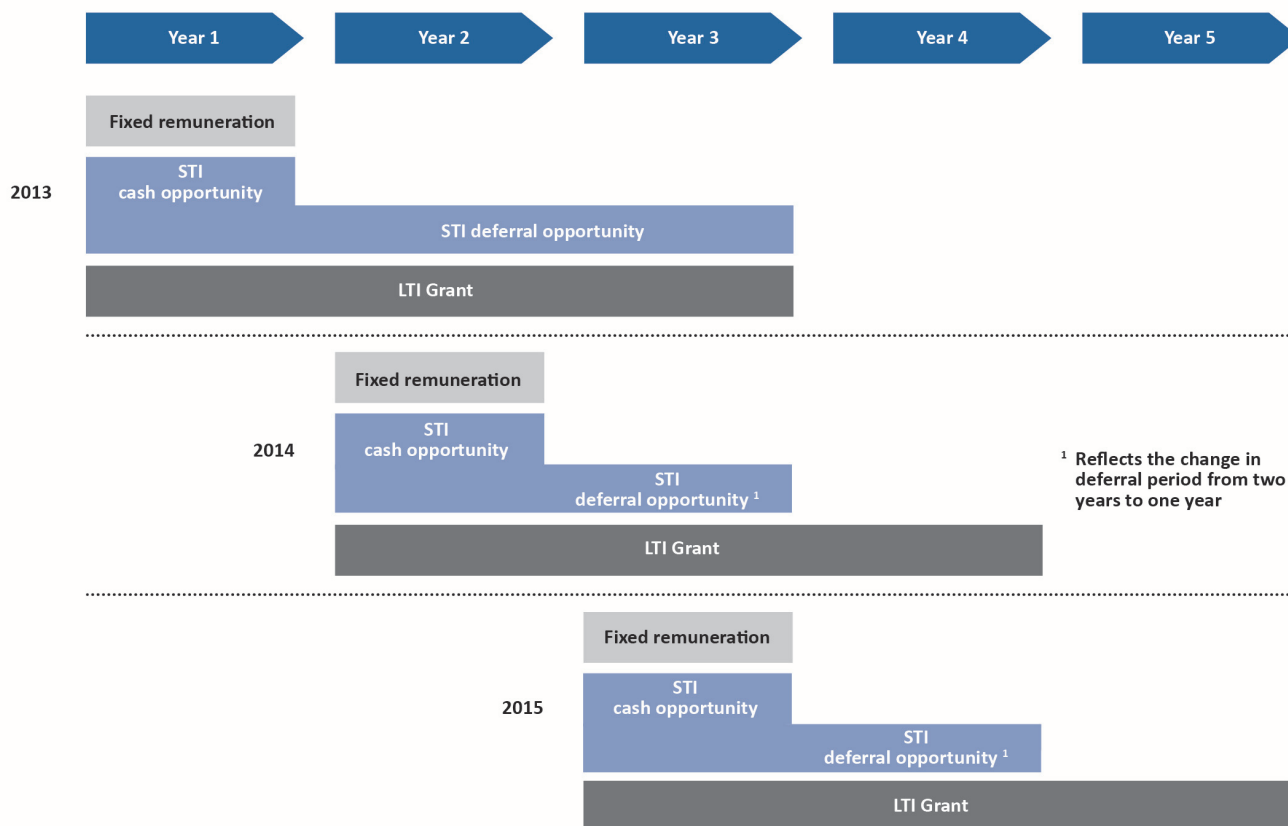 Year 1
Year 2
Year 3
Year 4
Year 5
2013
Fixed remuneration
STI
cash opportunity
STI deferral opportunity
LTI Grant
2014
Fixed remuneration
STI
cash opportunity
STI
deferral opportunity ¹
LTI Grant
¹ Reflects the change in
deferral period from two
years to one year
2015
Fixed remuneration
STI
cash opportunity
STI
deferral opportunity ¹
LTI Grant